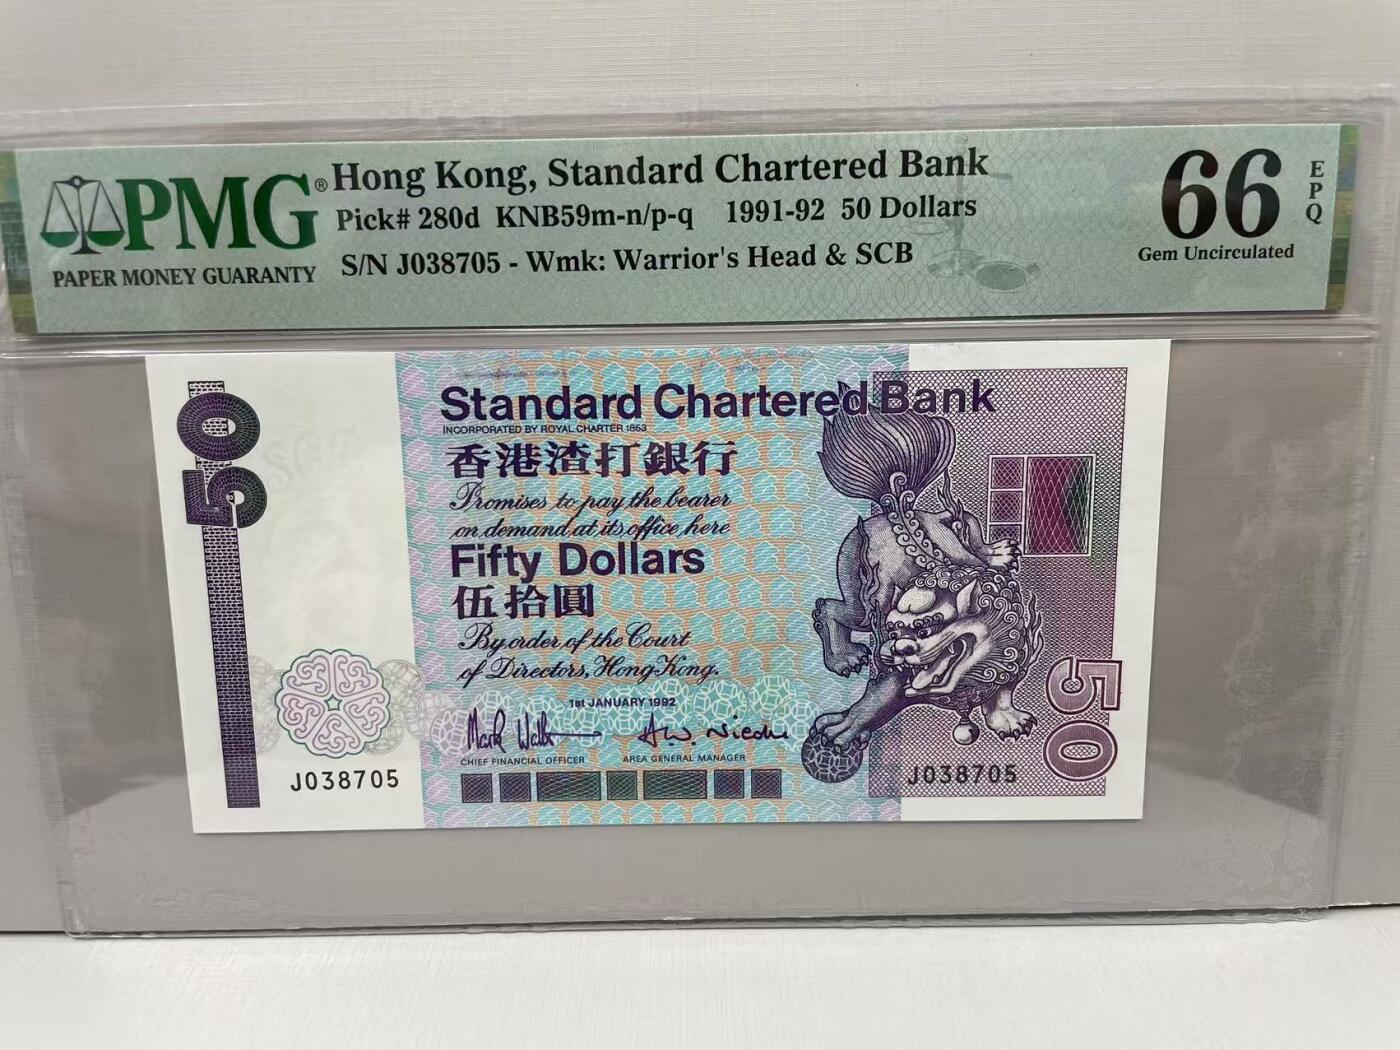 PMG®
PAPER MONEY GUARANTY
Hong Kong, Standard Chartered Bank
Pick# 280d KNB59m-n/p-q 1991-92 50 Dollars
S/N J038705 - Wmk: Warrior's Head & SCB
66
EPQ
Gem Uncirculated
50
Standard Chartered Bank
INCORPORATED BY ROYAL CHARTER 1853
香港渣打銀行
Promises to pay the bearer
on demand at its office here
Fifty Dollars
伍拾圓
By order of the Court
of Directors, Hong Kong.
1st JANUARY 1992
CHIEF FINANCIAL OFFICER AREA GENERAL MANAGER
J038705
J038705
50